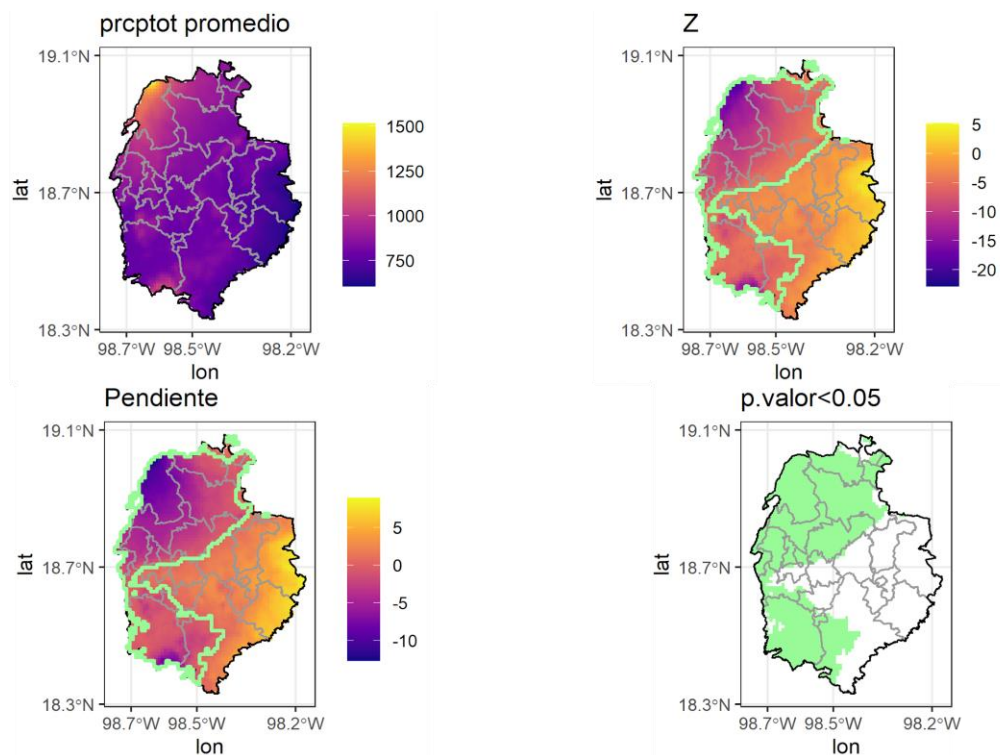 prcptot promedio
19.1°N
18.7°N
18.3°N
lat
98.7°W 98.5°W 98.2°W
lon
1500
1250
1000
750
Z
19.1°N
18.7°N
18.3°N
lat
98.7°W 98.5°W 98.2°W
lon
5
0
-5
-10
-15
-20
Pendiente
19.1°N
18.7°N
18.3°N
lat
98.7°W 98.5°W 98.2°W
lon
5
0
-5
-10
p.valor<0.05
19.1°N
18.7°N
18.3°N
lat
98.7°W 98.5°W 98.2°W
lon